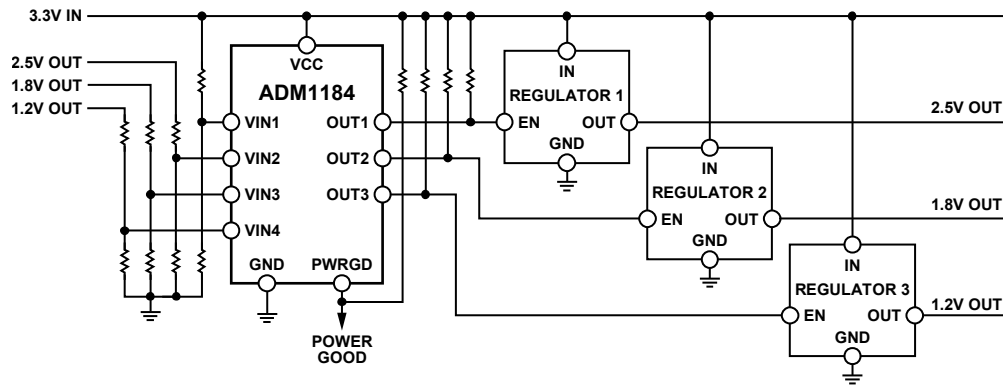 3.3V IN
2.5V OUT
1.8V OUT
1.2V OUT
VCC
ADM1184
VIN1
VIN2
VIN3
VIN4
OUT1
OUT2
OUT3
GND
PWRGD
POWER
GOOD
IN
REGULATOR 1
EN
OUT
GND
2.5V OUT
IN
REGULATOR 2
EN
OUT
GND
1.8V OUT
IN
REGULATOR 3
EN
OUT
GND
1.2V OUT